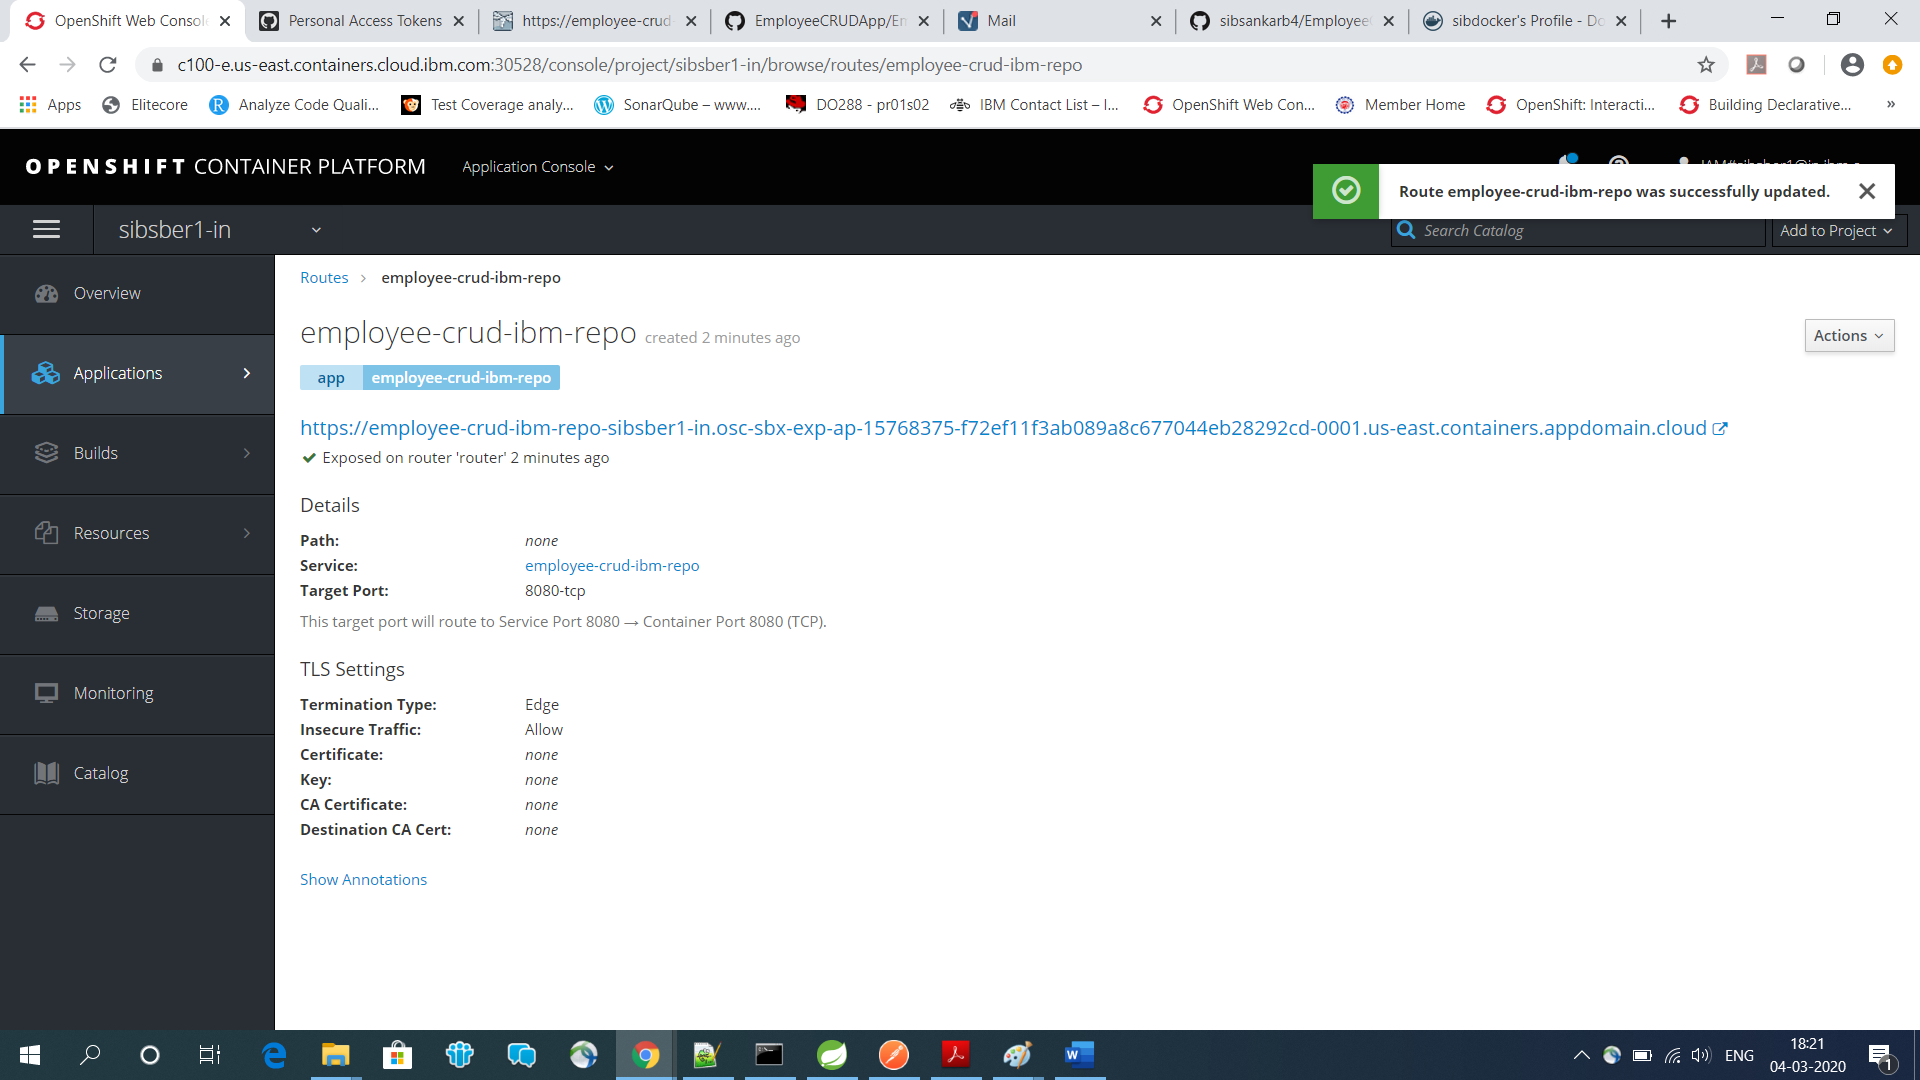 OpenShift Web Consol
Personal Access Tokens
https://employee-crud-
EmployeeCRUDApp/En
Mail
sibsankarb4/Employee
sibdocker's Profile - Do
c100-e.us-east.containers.cloud.ibm.com:30528/console/project/sibsber1-in/browse/routes/employee-crud-ibm-repo
Apps
Elitecore
Analyze Code Quali...
Test Coverage analy...
SonarQube – www....
DO288 - pr01s02
IBM Contact List – I...
OpenShift Web Con...
Member Home
OpenShift: Interacti...
Building Declarative...
»
OPENSHIFT CONTAINER PLATFORM
Application Console
Route employee-crud-ibm-repo was successfully updated.
sibsber1-in
Search Catalog
Add to Project
Overview
Applications
Builds
Resources
Storage
Monitoring
Catalog
Routes > employee-crud-ibm-repo
employee-crud-ibm-repo created 2 minutes ago
Actions
app employee-crud-ibm-repo
https://employee-crud-ibm-repo-sibsber1-in.osc-sbx-exp-ap-15768375-f72ef11f3ab089a8c677044eb28292cd-0001.us-east.containers.appdomain.cloud
Exposed on router 'router' 2 minutes ago
Details
Path: none
Service: employee-crud-ibm-repo
Target Port: 8080-tcp
This target port will route to Service Port 8080 → Container Port 8080 (TCP).
TLS Settings
Termination Type: Edge
Insecure Traffic: Allow
Certificate: none
Key: none
CA Certificate: none
Destination CA Cert: none
Show Annotations
ENG
18:21
04-03-2020
1